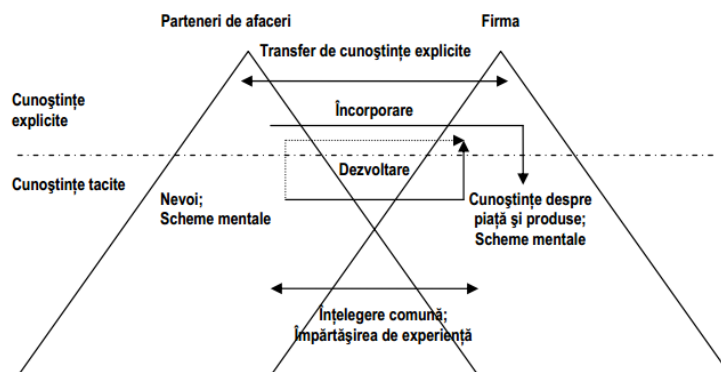 Parteneri de afaceri
Firma
Transfer de cunoştinţe explicite
Cunoştinţe
explicite
Încorporare
Dezvoltare
Cunoştinţe tacite
Nevoi;
Scheme mentale
Cunoştinţe despre
piaţă şi produse;
Scheme mentale
Înţelegere comună;
Împărtăşirea de experienţă